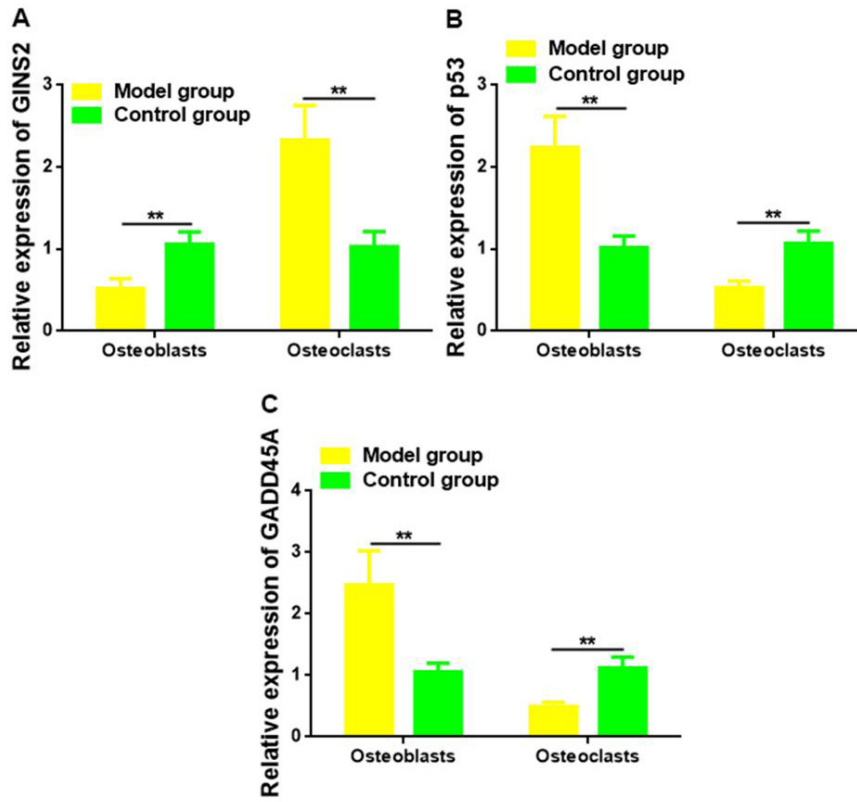 A
Relative expression of GINS2
Model group
Control group
3
2
1
0
**
**
Osteoblasts
Osteoclasts
B
Relative expression of p53
Model group
Control group
3
2
1
0
**
**
Osteoblasts
Osteoclasts
C
Relative expression of GADD45A
Model group
Control group
4
3
2
1
0
**
**
Osteoblasts
Osteoclasts